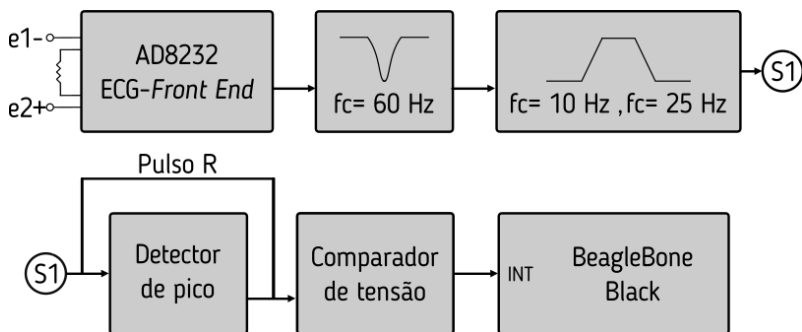 e1-
e2+
AD8232
ECG-Front End
fc= 60 Hz
fc= 10 Hz , fc= 25 Hz
S1
Pulso R
S1
Detector
de pico
Comparador
de tensão
INT
BeagleBone
Black